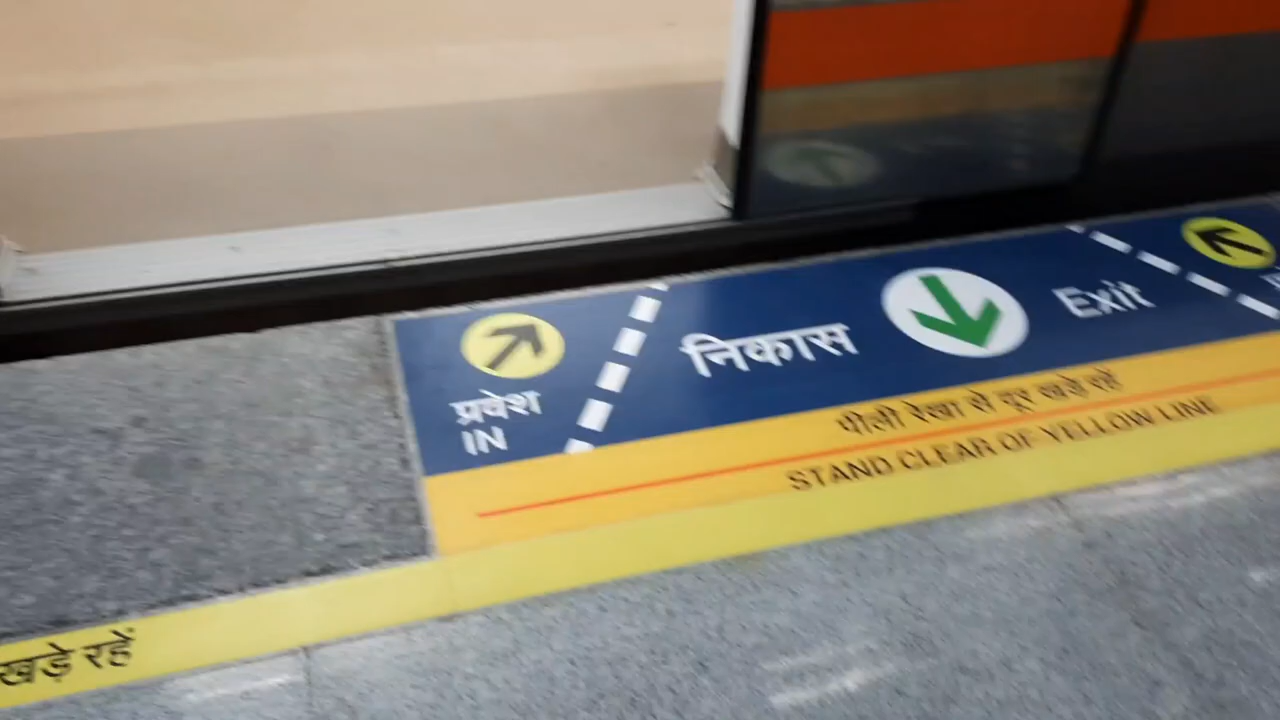 प्रवेश
IN
निकास
Exit
पीली रेखा से दूर खड़े रहें
STAND CLEAR OF YELLOW LINE
खड़े रहें